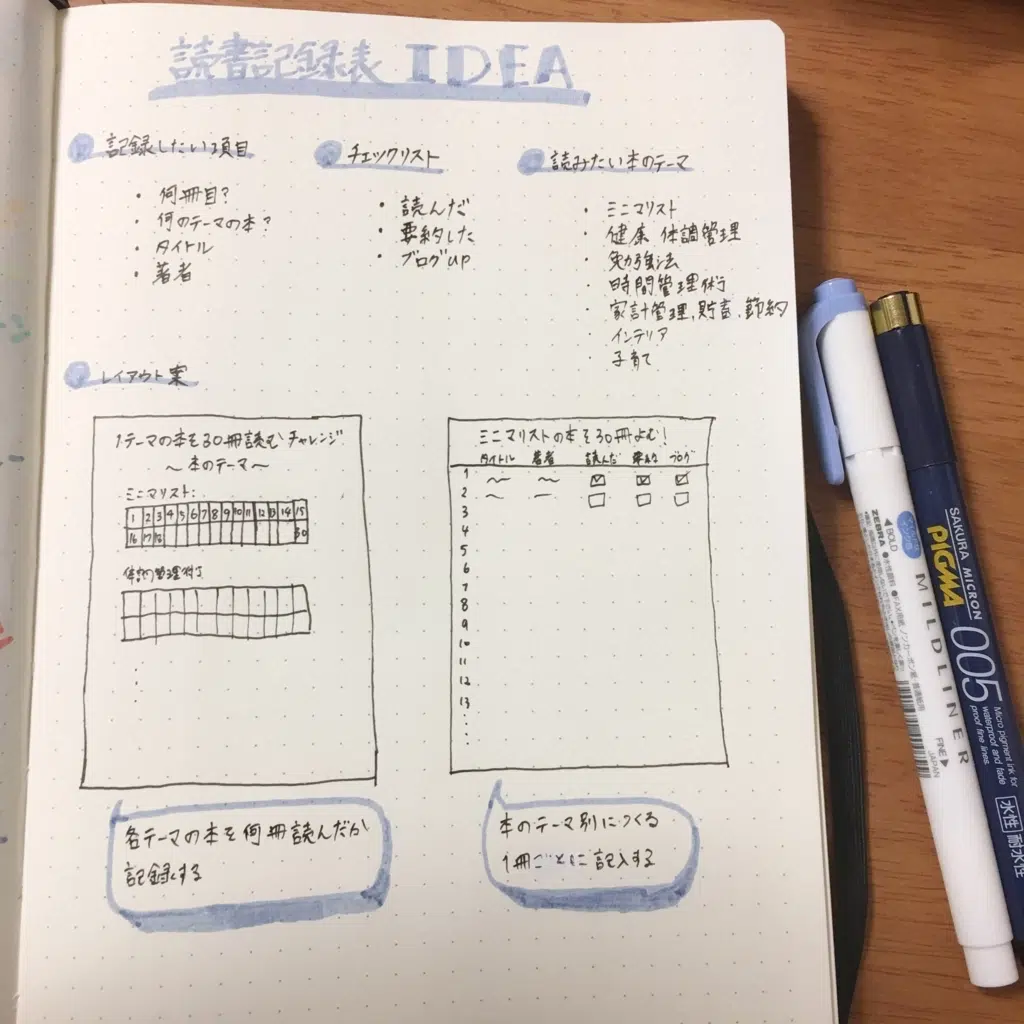 読書記録表 IDEA
記録したい項目
・何冊目?
・何のテーマの本?
・タイトル
・著者
チェックリスト
・読んだ
・要約した
・ブログup
読みたい本のテーマ
・ミニマリスト
・健康 体調管理
・勉強法
・時間管理術
・家計管理,貯蓄,節約
・インテリア
・子育て
レイアウト案
1テーマの本を30冊読むチャレンジ
〜本のテーマ〜
ミニマリスト:
1 2 3 4 5 6 7 8 9 10 11 12 13 14 15
16 17 18 30
管理術
ミニマリストの本を30冊よむ!
タイトル 著者 読んだ 要約 ブログ
1
2
3
4
5
6
7
8
9
10
11
12
13
各テーマの本を何冊読んだか
記録する
本のテーマ別につくる
1冊ごとに記入する
BOLD
ZEBRA
MILDLINER
FINE
JAPAN
SAKURA MICRON
PIGMA
005
Micro pigment ink for
waterproof and fade
proof fine lines
水性 耐水性